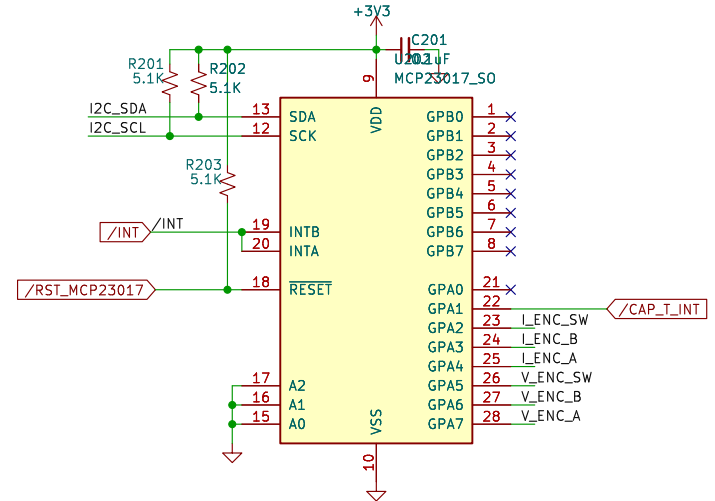 +3V3
C201
0.1uF
U202
MCP23017_SO
R201
5.1K
R202
5.1K
I2C_SDA
I2C_SCL
R203
5.1K
/INT
/INT
/RST_MCP23017
9
VDD
13 SDA
12 SCK
19 INTB
20 INTA
18 RESET
17 A2
16 A1
15 A0
VSS
10
GPB0 1
GPB1 2
GPB2 3
GPB3 4
GPB4 5
GPB5 6
GPB6 7
GPB7 8
GPA0 21
GPA1 22 /CAP_T_INT
GPA2 23 I_ENC_SW
GPA3 24 I_ENC_B
GPA4 25 I_ENC_A
GPA5 26 V_ENC_SW
GPA6 27 V_ENC_B
GPA7 28 V_ENC_A